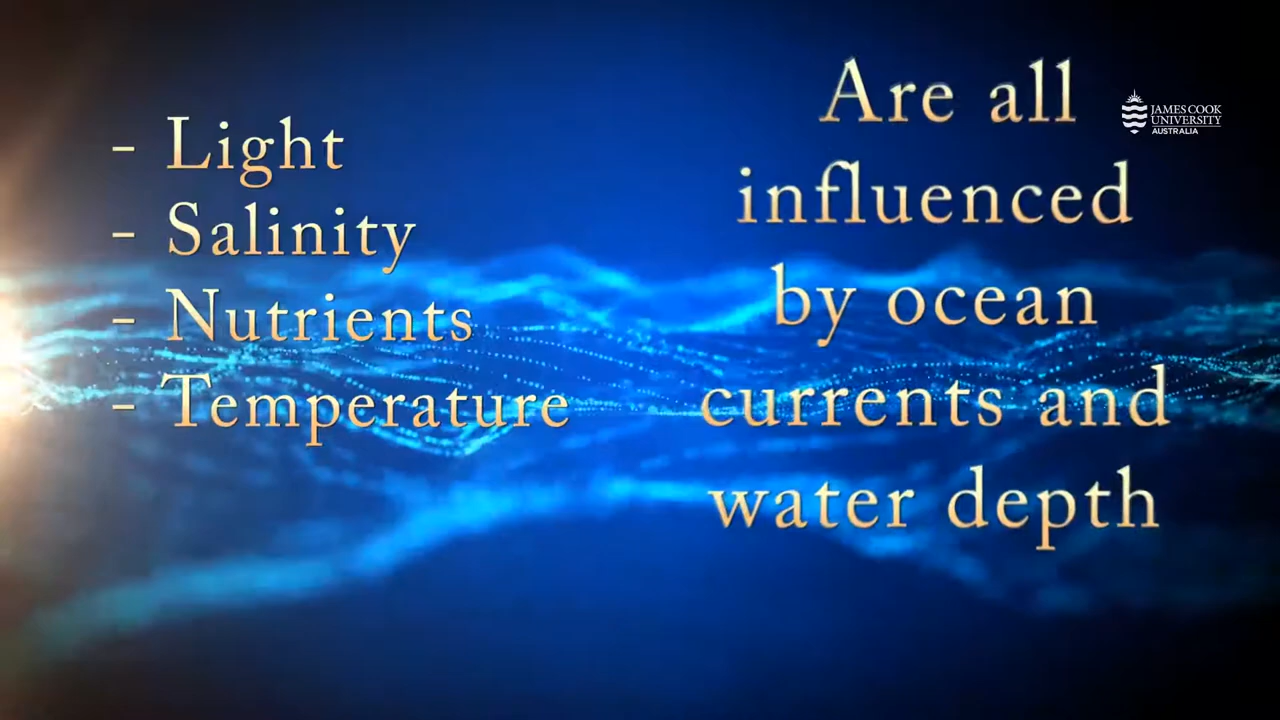 - Light
- Salinity
- Nutrients
- Temperature
Are all
influenced
by ocean
currents and
water depth
JAMES COOK
UNIVERSITY
AUSTRALIA